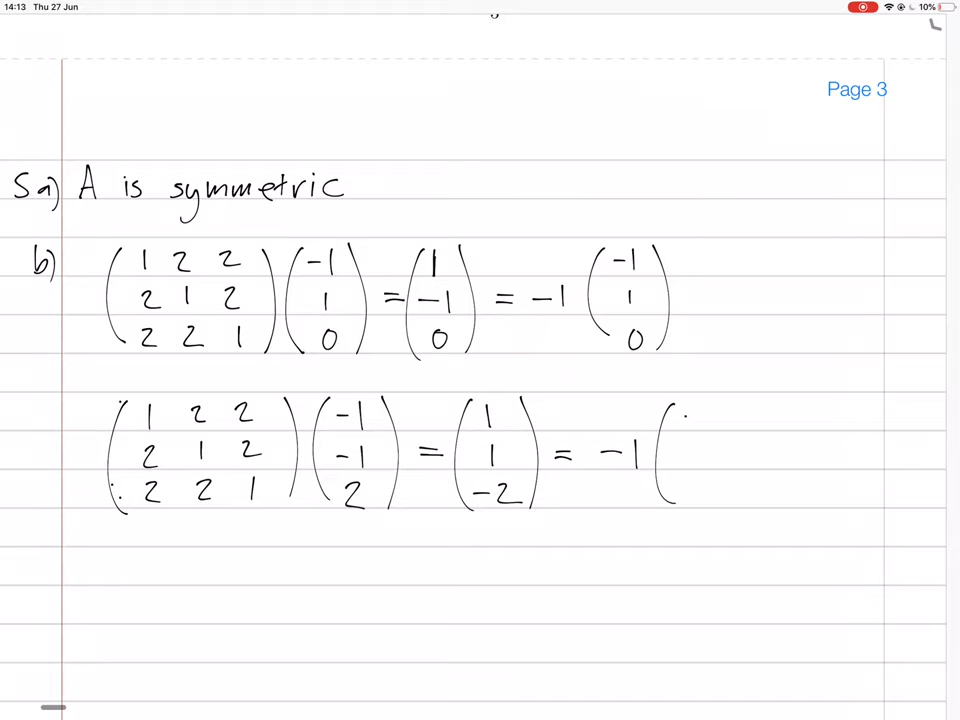 14:13 Thu 27 Jun 10%
Page 3
5a) A is symmetric
b) (1 2 2
2 1 2
2 2 1) (-1
1
0) = (1
-1
0) = -1 (-1
1
0)
(1 2 2
2 1 2
2 2 1) (-1
-1
2) = (1
1
-2) = -1 (